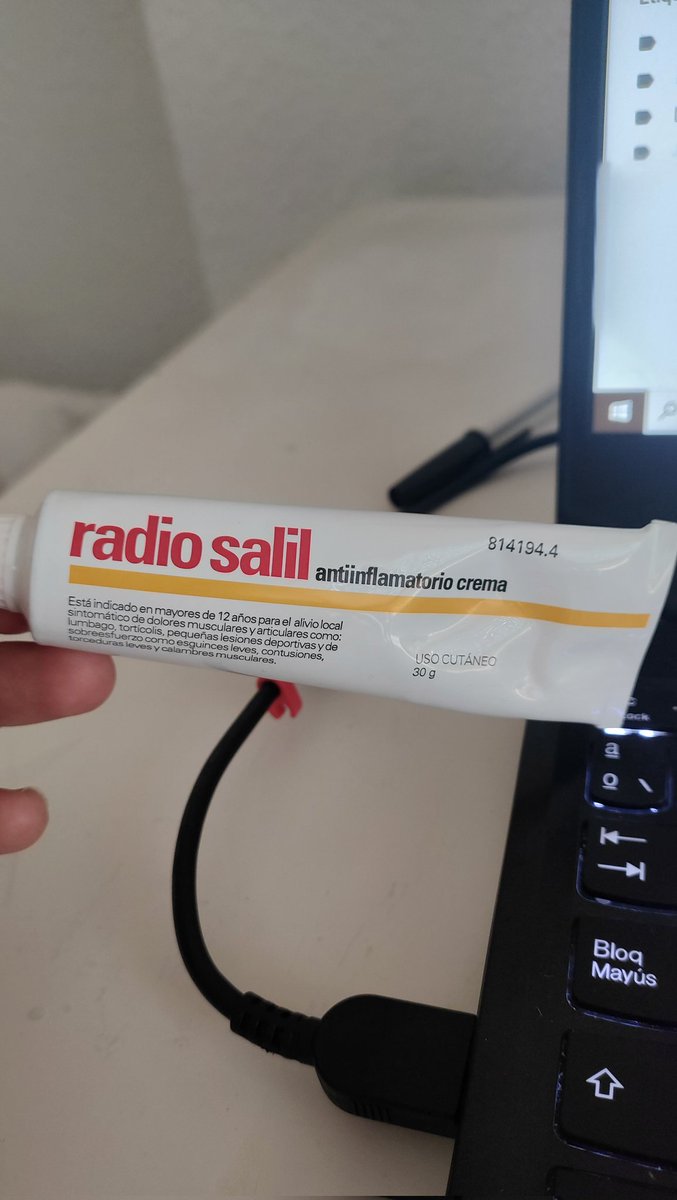 radio salil
antiinflamatorio crema
814194.4
Está indicado en mayores de 12 años para el alivio local
sintomático de dolores musculares y articulares como:
lumbago, tortícolis, pequeñas lesiones deportivas y de
sobreesfuerzo como esguinces leves, contusiones,
torceduras leves y calambres musculares.
USO CUTÁNEO
30 g
ª
º \
Bloq
Mayús